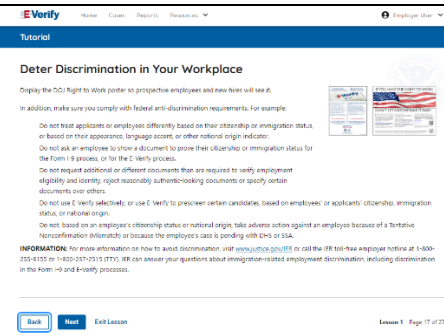 E-Verify Home Cases Reports Resources Employer User
Tutorial
Deter Discrimination in Your Workplace
Display the DOJ Right to Work poster so prospective employees and new hires will see it.
In addition, make sure you comply with federal anti-discrimination requirements. For example:
Do not treat applicants or employees differently based on their citizenship or immigration status,
or based on their appearance, language accent, or other national origin indicator.
Do not ask an employee to show a document to prove their citizenship or immigration status for
the Form I-9 process, or for the E-Verify process.
Do not request additional or different documents than are required to verify employment
eligibility and identity, reject reasonably authentic-looking documents or specify certain
documents over others.
Do not use E-Verify selectively, or use E-Verify to prescreen certain candidates, based on employees' or applicants' citizenship, immigration
status, or national origin.
Do not, based on an employee's citizenship status or national origin, take adverse action against an employee because of a Tentative
Nonconfirmation (Mismatch) or because the employee's case is pending with DHS or SSA.
INFORMATION: For more information on how to avoid discrimination, visit www.justice.gov/IER or call the IER toll-free employer hotline at 1-800-
255-8155 or 1-800-237-2515 (TTY). IER can answer your questions about immigration-related employment discrimination, including discrimination
in the Form I-9 and E-Verify processes.
Back Next Exit Lesson Lesson 1 Page 17 of 23